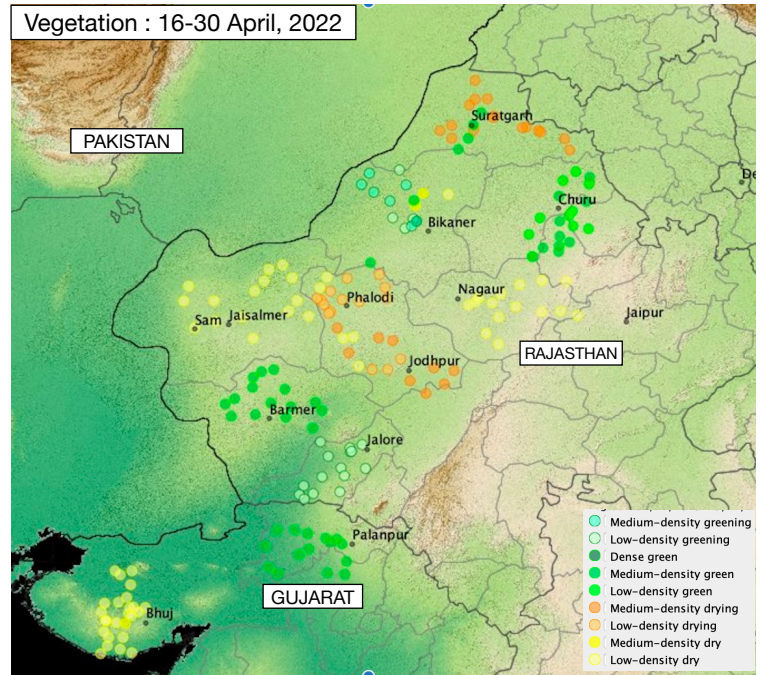 Vegetation : 16-30 April, 2022
PAKISTAN
Suratgarh
De
Churu
Bikaner
Nagaur
Phalodi
Jaipur
Sam
Jaisalmer
RAJASTHAN
Jodhpur
Barmer
Jalore
Palanpur
GUJARAT
Bhuj
Medium-density greening
Low-density greening
Dense green
Medium-density green
Low-density green
Medium-density drying
Low-density drying
Medium-density dry
Low-density dry